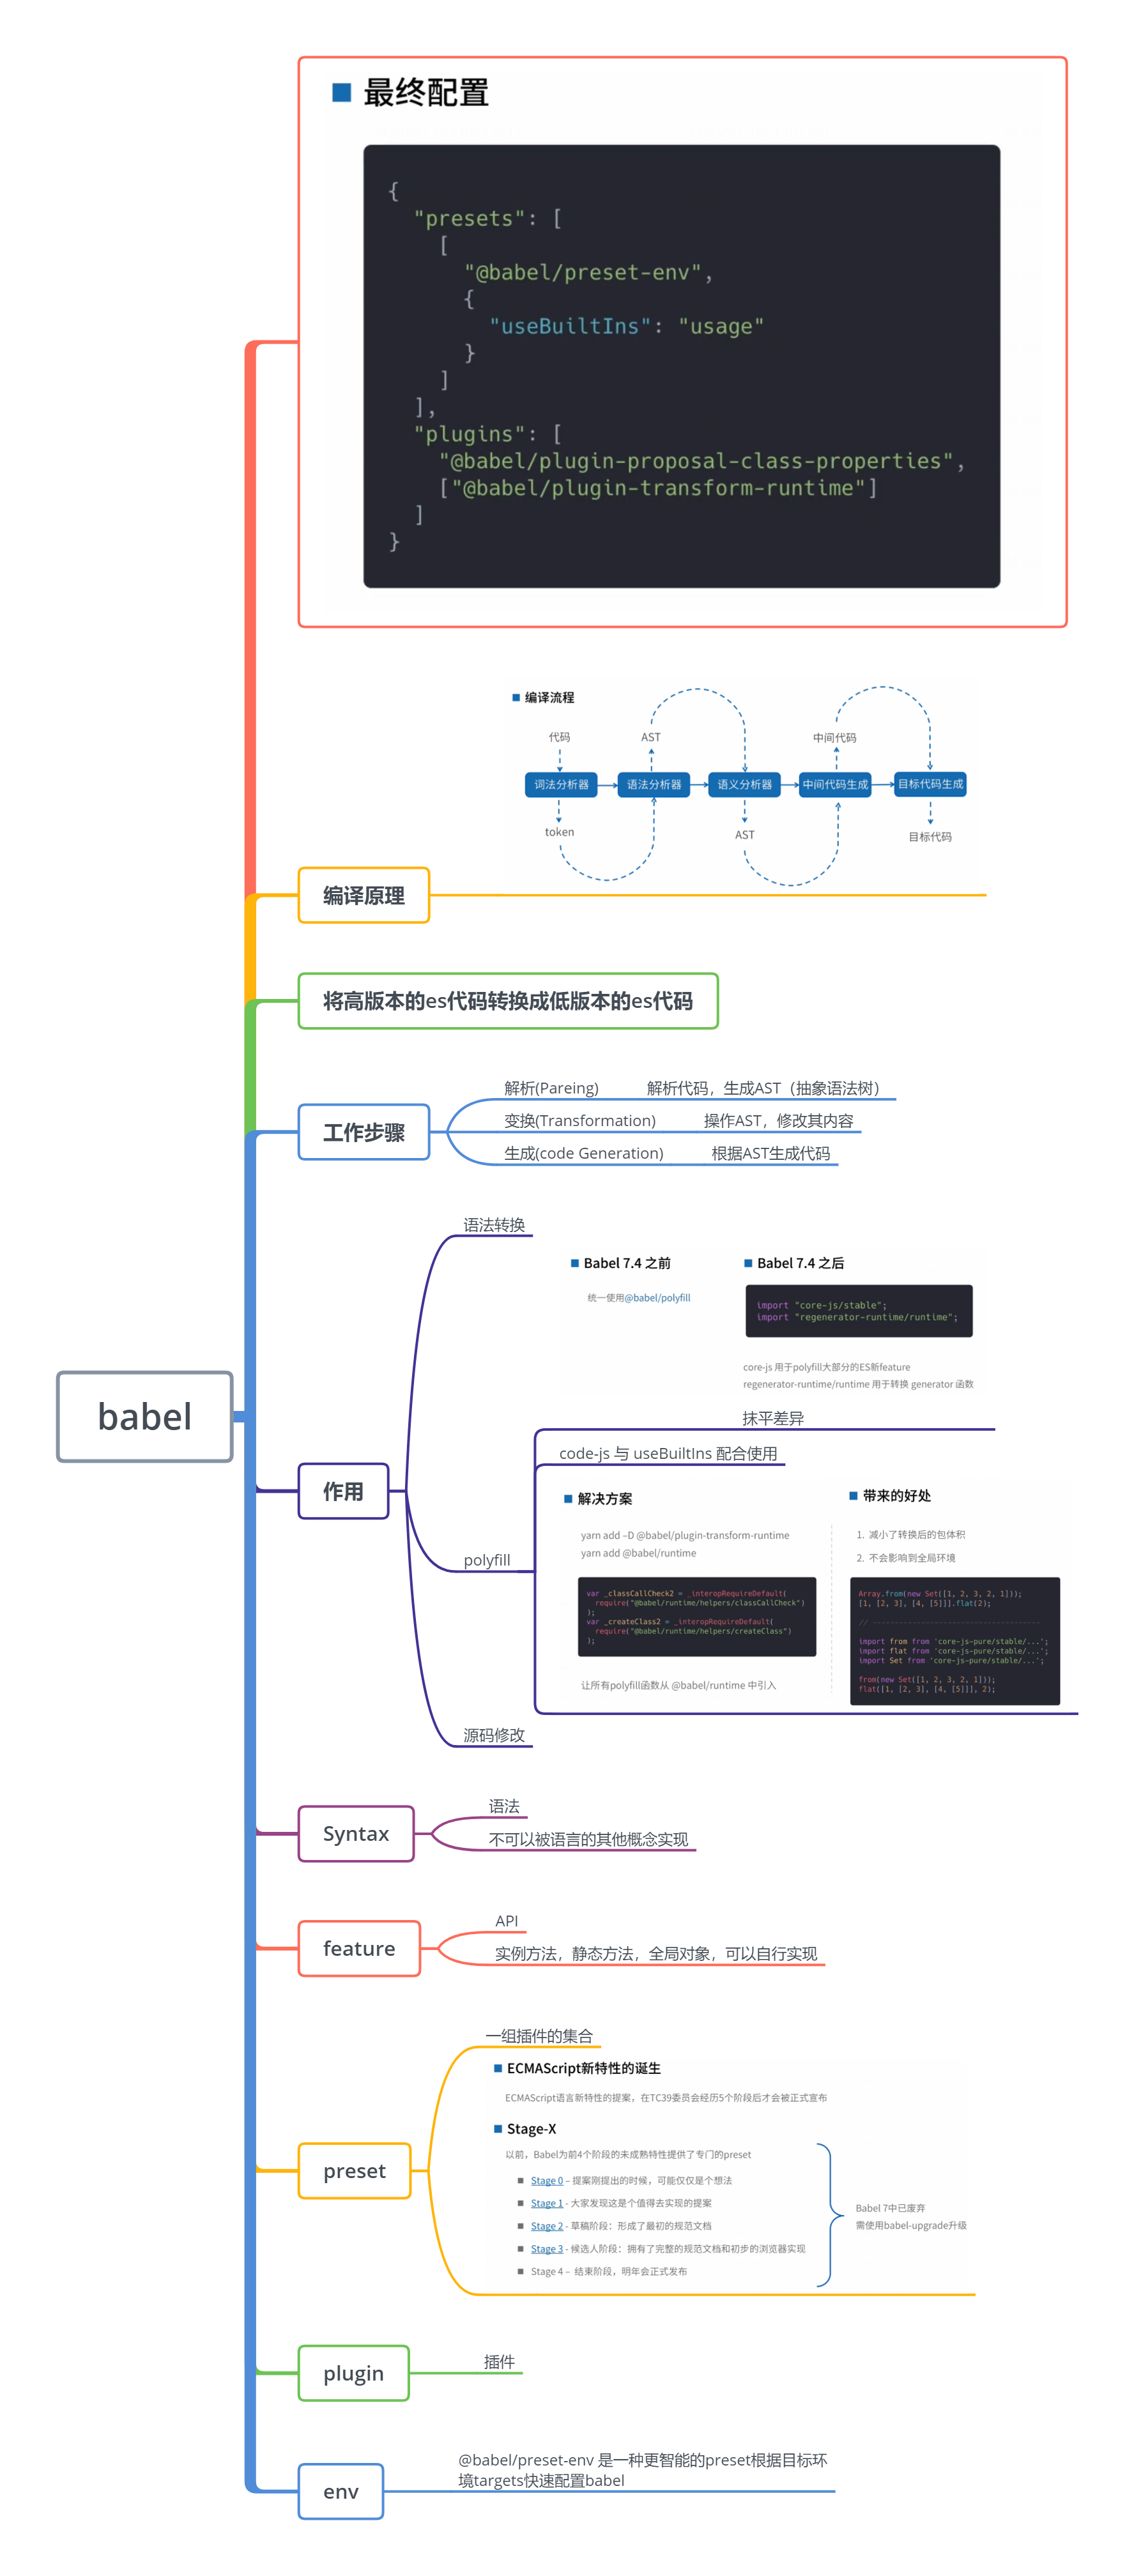 babel
最终配置
{
"presets": [
[
"@babel/preset-env",
{
"useBuiltIns": "usage"
}
]
],
"plugins": [
"@babel/plugin-proposal-class-properties",
["@babel/plugin-transform-runtime"]
]
}
编译原理
编译流程
代码
AST
中间代码
词法分析器
语法分析器
语义分析器
中间代码生成
目标代码生成
token
AST
目标代码
将高版本的es代码转换成低版本的es代码
工作步骤
解析(Pareing)
解析代码，生成AST（抽象语法树）
变换(Transformation)
操作AST，修改其内容
生成(code Generation)
根据AST生成代码
作用
语法转换
polyfill
Babel 7.4 之前
统一使用@babel/polyfill
Babel 7.4 之后
import "core-js/stable";
import "regenerator-runtime/runtime";
core-js 用于polyfill大部分的ES新feature
regenerator-runtime/runtime 用于转换 generator 函数
抹平差异
code-js 与 useBuiltIns 配合使用
解决方案
yarn add –D @babel/plugin-transform-runtime
yarn add @babel/runtime
var _classCallCheck2 = _interopRequireDefault(
require("@babel/runtime/helpers/classCallCheck")
);
var _createClass2 = _interopRequireDefault(
require("@babel/runtime/helpers/createClass")
);
让所有polyfill函数从 @babel/runtime 中引入
带来的好处
1. 减小了转换后的包体积
2. 不会影响到全局环境
Array.from(new Set([1, 2, 3, 2, 1]));
[1, [2, 3], [4, [5]]].flat(2);
// --------------------------------------
import from from 'core-js-pure/stable/...';
import flat from 'core-js-pure/stable/...';
import Set from 'core-js-pure/stable/...';
from(new Set([1, 2, 3, 2, 1]));
flat([1, [2, 3], [4, [5]]], 2);
源码修改
Syntax
语法
不可以被语言的其他概念实现
feature
API
实例方法，静态方法，全局对象，可以自行实现
preset
一组插件的集合
ECMAScript新特性的诞生
ECMAScript语言新特性的提案，在TC39委员会经历5个阶段后才会被正式宣布
Stage-X
以前，Babel为前4个阶段的未成熟特性提供了专门的preset
Stage 0 – 提案刚提出的时候，可能仅仅是个想法
Stage 1 - 大家发现这是个值得去实现的提案
Stage 2 - 草稿阶段：形成了最初的规范文档
Stage 3 - 候选人阶段：拥有了完整的规范文档和初步的浏览器实现
Stage 4 – 结束阶段，明年会正式发布
Babel 7中已废弃
需使用babel-upgrade升级
plugin
插件
env
@babel/preset-env 是一种更智能的preset根据目标环
境targets快速配置babel